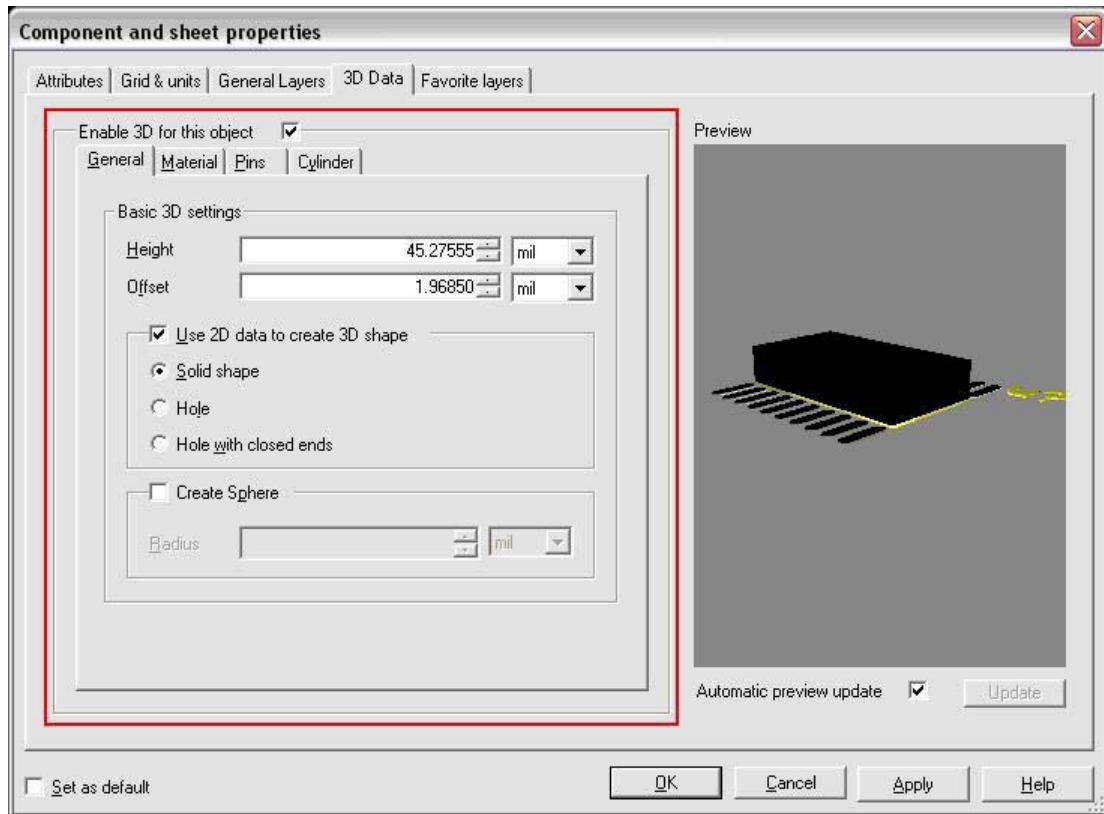 Component and sheet properties
Attributes Grid & units General Layers 3D Data Favorite layers
Enable 3D for this object
General Material Pins Cylinder
Basic 3D settings
Height 45.27555 mil
Offset 1.96850 mil
Use 2D data to create 3D shape
Solid shape
Hole
Hole with closed ends
Create Sphere
Radius mil
Preview
Automatic preview update Update
Set as default OK Cancel Apply Help